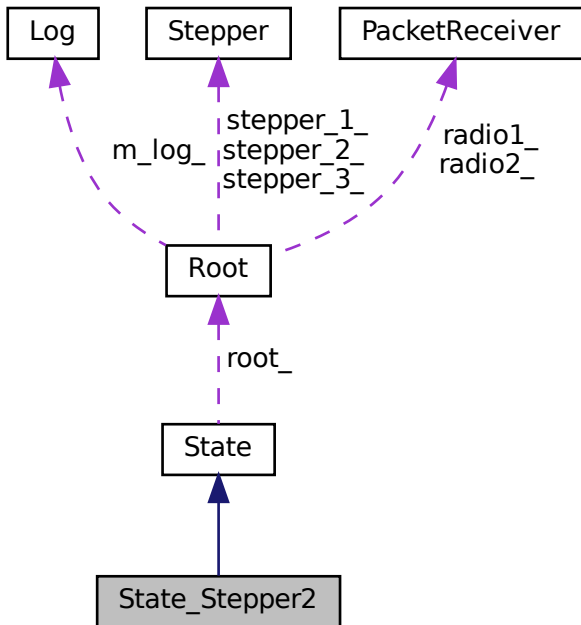 Log
Stepper
PacketReceiver
m_log_
stepper_1_
stepper_2_
stepper_3_
radio1_
radio2_
Root
root_
State
State_Stepper2